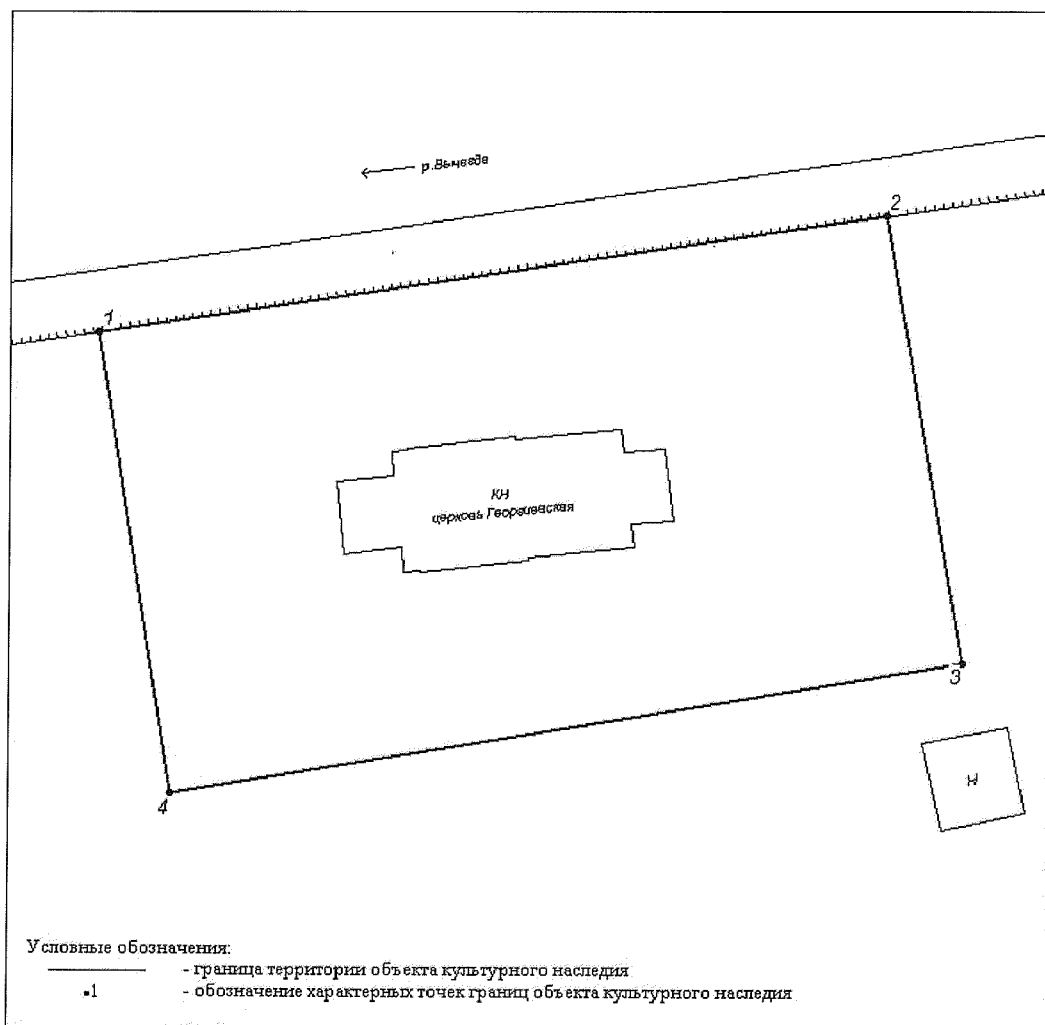 р.Вычегда
2
1
КН
церковь Георгиевская
3
Н
4
Условные обозначения:
- граница территории объекта культурного наследия
•1 - обозначение характерных точек границ объекта культурного наследия